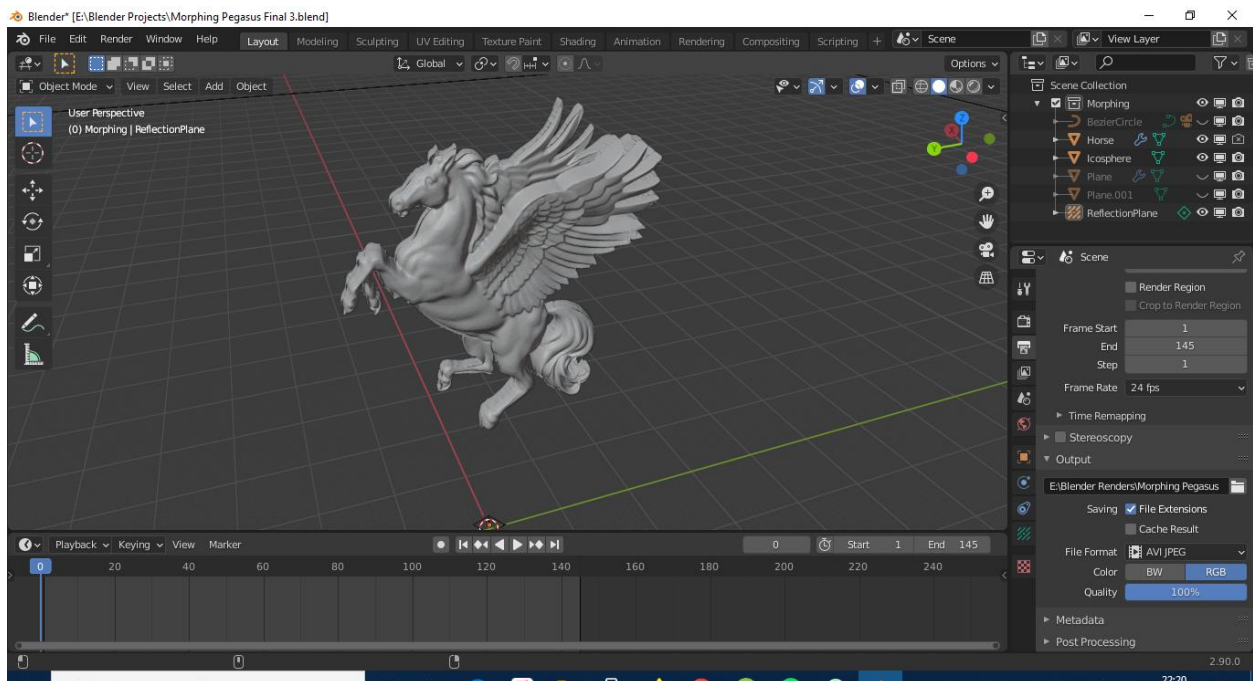 Blender* [E:\Blender Projects\Morphing Pegasus Final 3.blend]
File Edit Render Window Help Layout Modeling Sculpting UV Editing Texture Paint Shading Animation Rendering Compositing Scripting + Scene View Layer
Global Options
Object Mode View Select Add Object
User Perspective
(0) Morphing | ReflectionPlane
Z
X
Y
Scene Collection
Morphing
BezierCircle
Horse
Icosphere
Plane
Plane.001
ReflectionPlane
Scene
Render Region
Crop to Render Region
Frame Start 1
End 145
Step 1
Frame Rate 24 fps
Time Remapping
Stereoscopy
Output
E:\Blender Renders\Morphing Pegasus
Saving File Extensions
Cache Result
File Format AVI JPEG
Color BW RGB
Quality 100%
Metadata
Post Processing
Playback Keying View Marker 0 Start 1 End 145
0 20 40 60 80 100 120 140 160 180 200 220 240
2.90.0
22:20